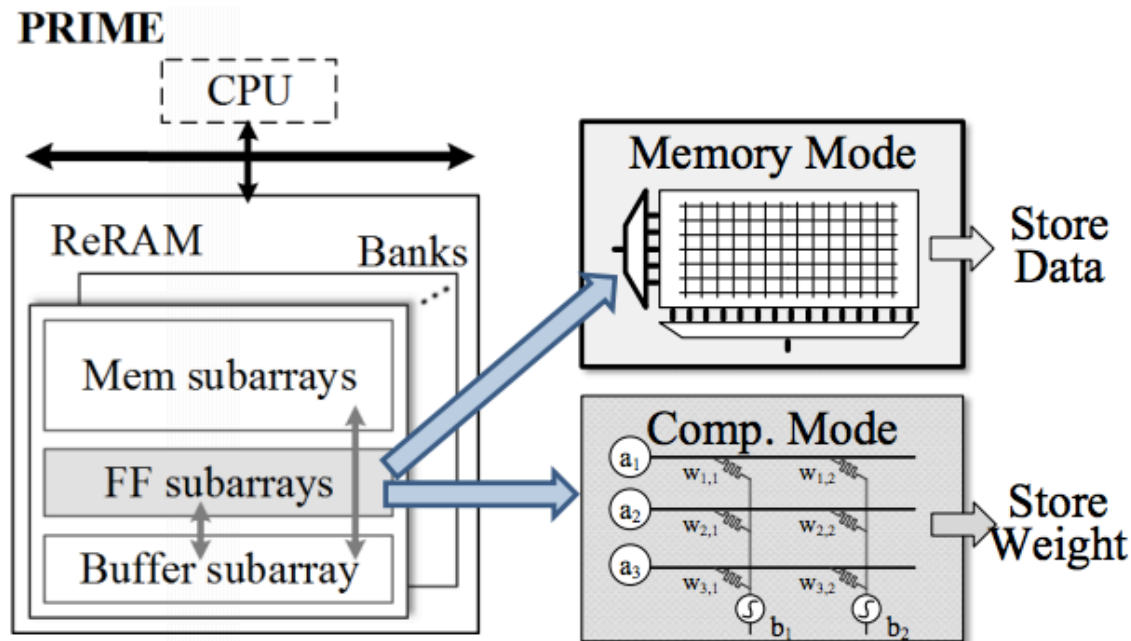 PRIME
CPU
ReRAM
Banks
Mem subarrays
FF subarrays
Buffer subarray
Memory Mode
Store
Data
Comp. Mode
a1
w1,1
w1,2
a2
w2,1
w2,2
a3
w3,1
w3,2
b1
b2
Store
Weight